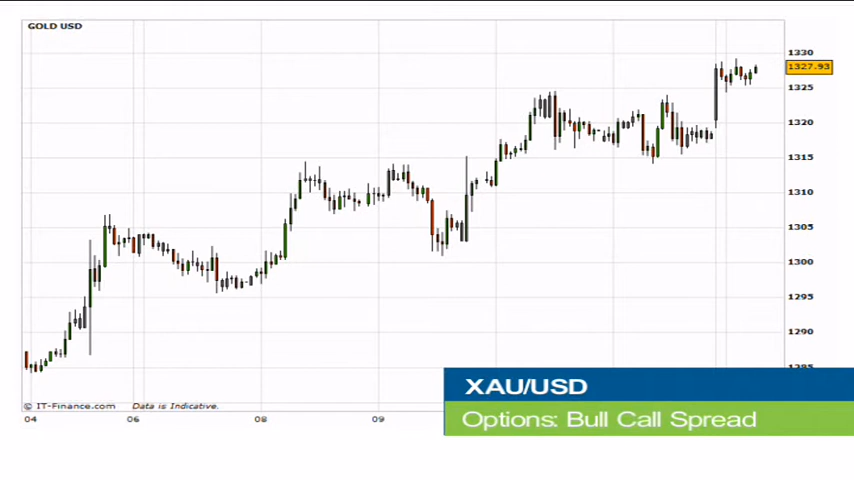 GOLD USD
1330
1327.93
1325
1320
1315
1310
1305
1300
1295
1290
1285
© IT-Finance.com Data is Indicative.
04 06 08 09
XAU/USD
Options: Bull Call Spread